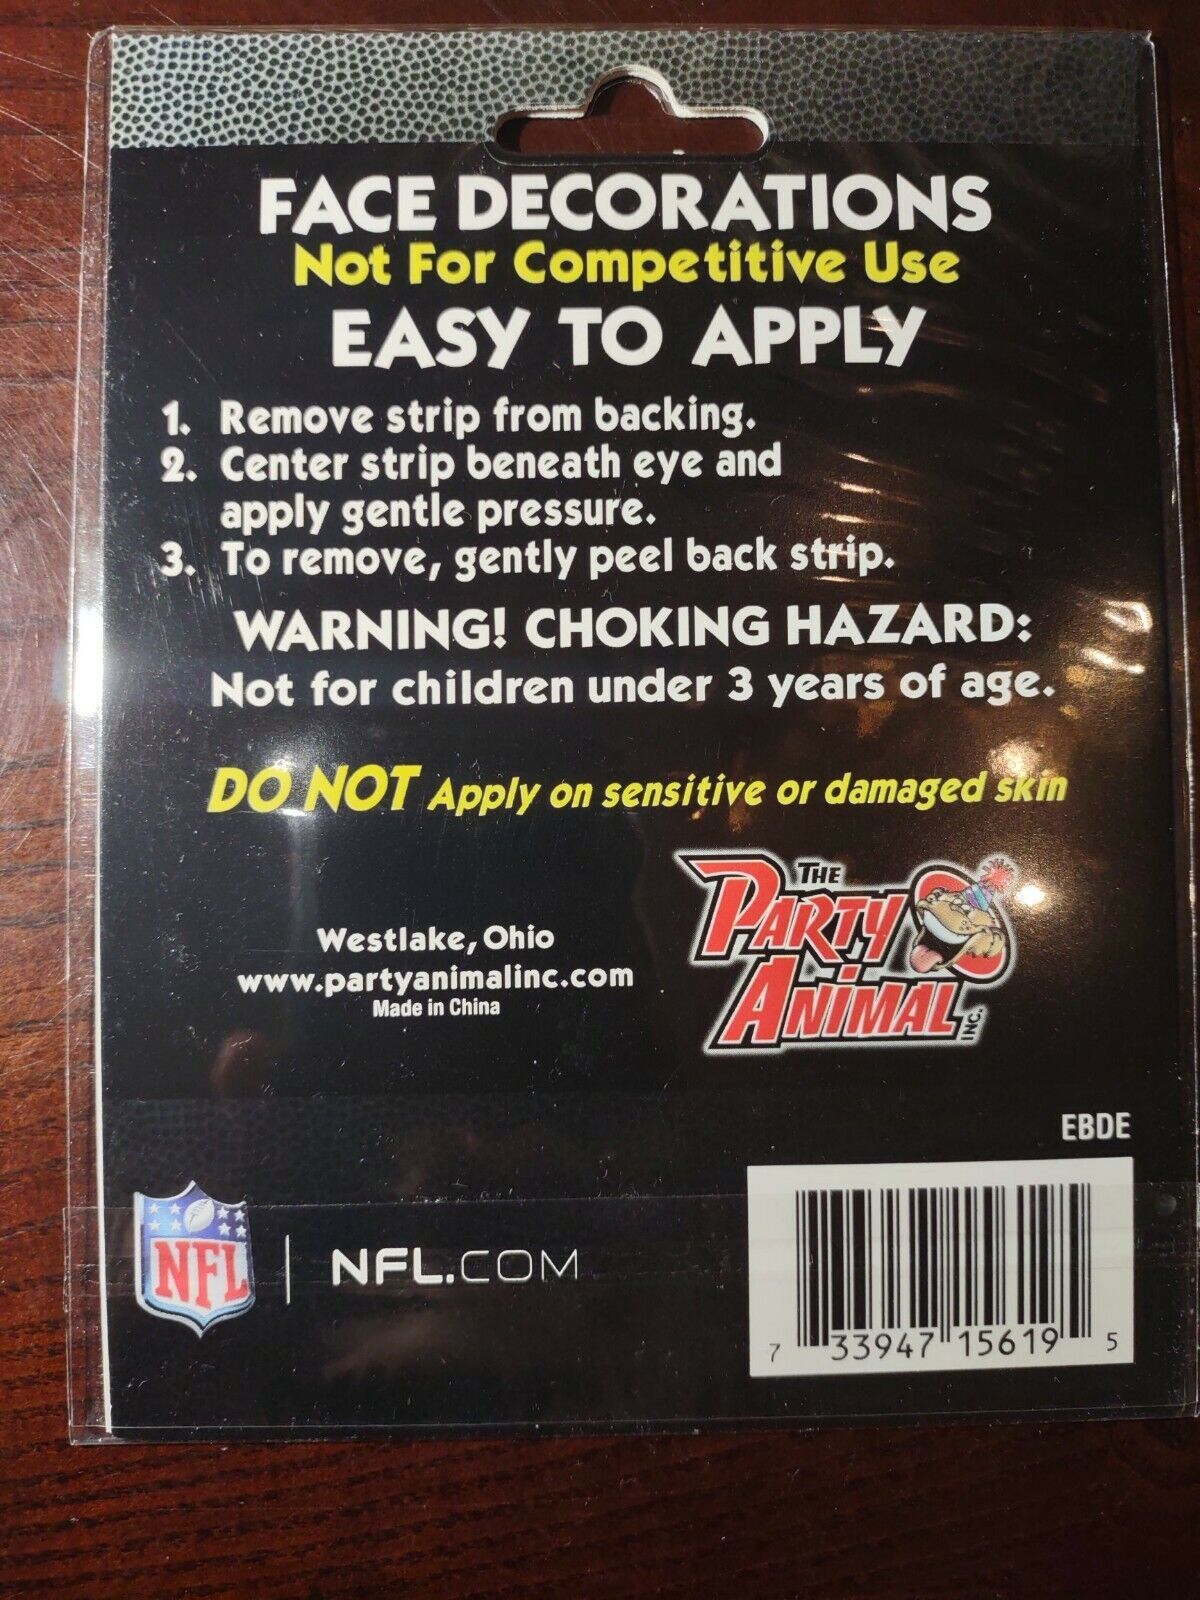 FACE DECORATIONS
Not For Competitive Use
EASY TO APPLY
1. Remove strip from backing.
2. Center strip beneath eye and
apply gentle pressure.
3. To remove, gently peel back strip.
WARNING! CHOKING HAZARD:
Not for children under 3 years of age.
DO NOT Apply on sensitive or damaged skin
Westlake, Ohio
www.partyanimalinc.com
Made in China
THE
PARTY
ANIMAL INC.
EBDE
NFL
NFL.COM
7 33947 15619 5